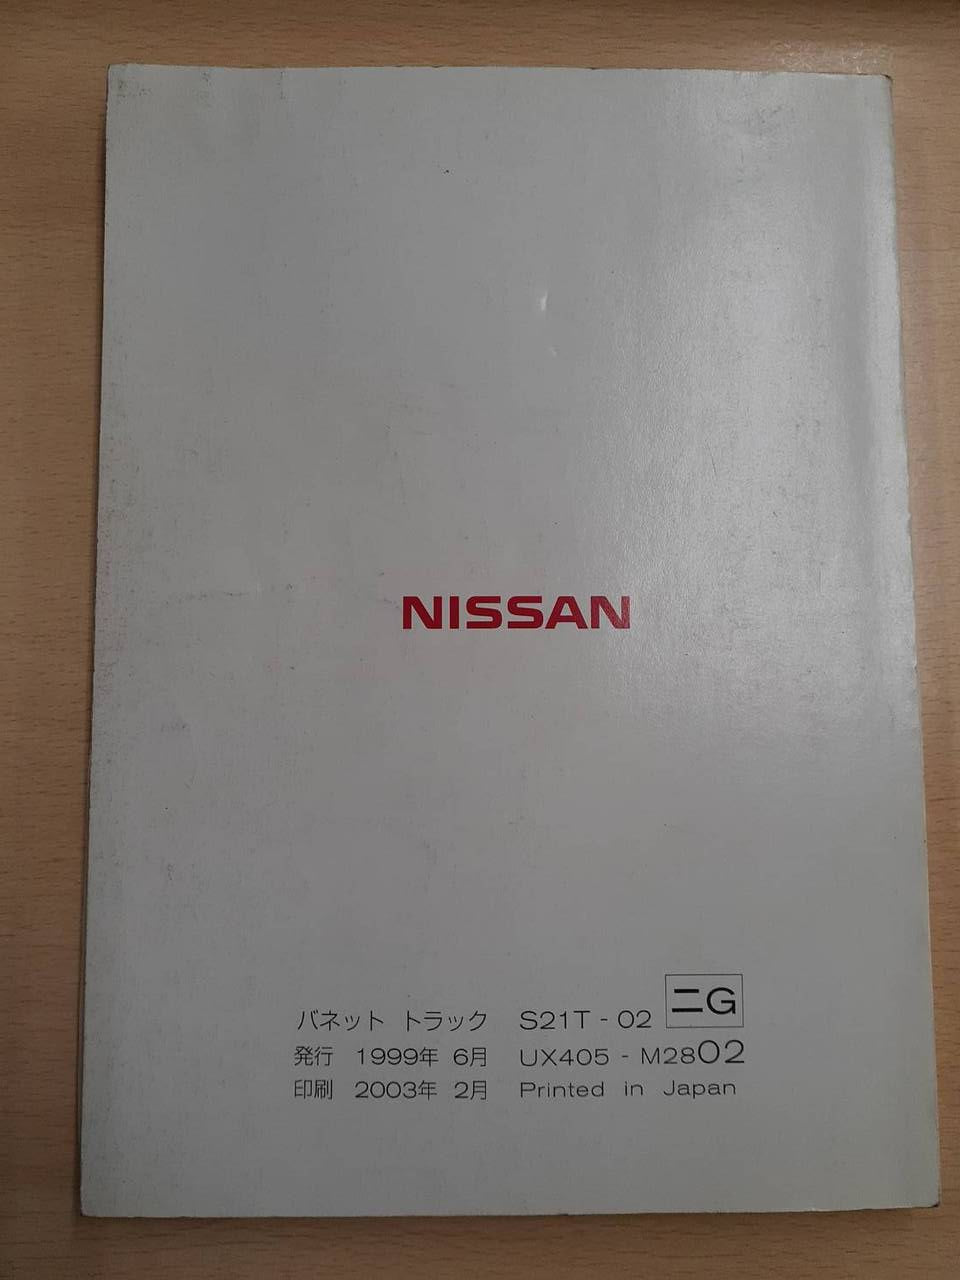 NISSAN
バネット トラック S21T - 02 ニG
発行 1999年 6月 UX405 - M2802
印刷 2003年 2月 Printed in Japan